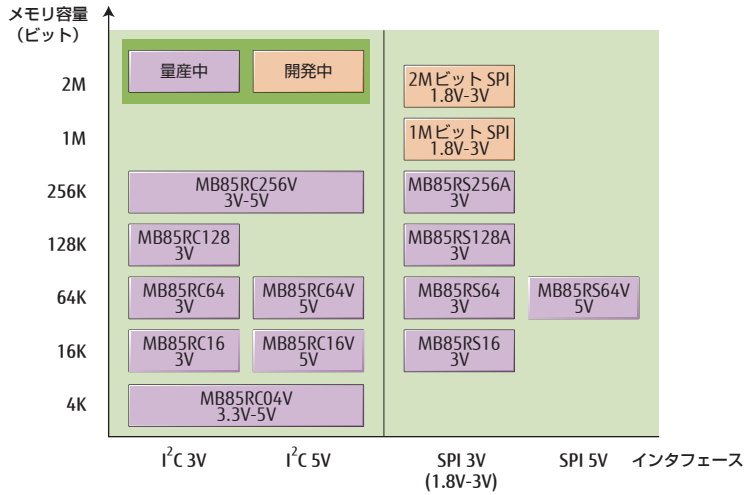 メモリ容量
（ビット）
量産中
開発中
2M
2Mビット SPI
1.8V-3V
1M
1Mビット SPI
1.8V-3V
256K
MB85RC256V
3V-5V
MB85RS256A
3V
128K
MB85RC128
3V
MB85RS128A
3V
64K
MB85RC64
3V
MB85RC64V
5V
MB85RS64
3V
MB85RS64V
5V
16K
MB85RC16
3V
MB85RC16V
5V
MB85RS16
3V
4K
MB85RC04V
3.3V-5V
I²C 3V
I²C 5V
SPI 3V
(1.8V-3V)
SPI 5V
インタフェース